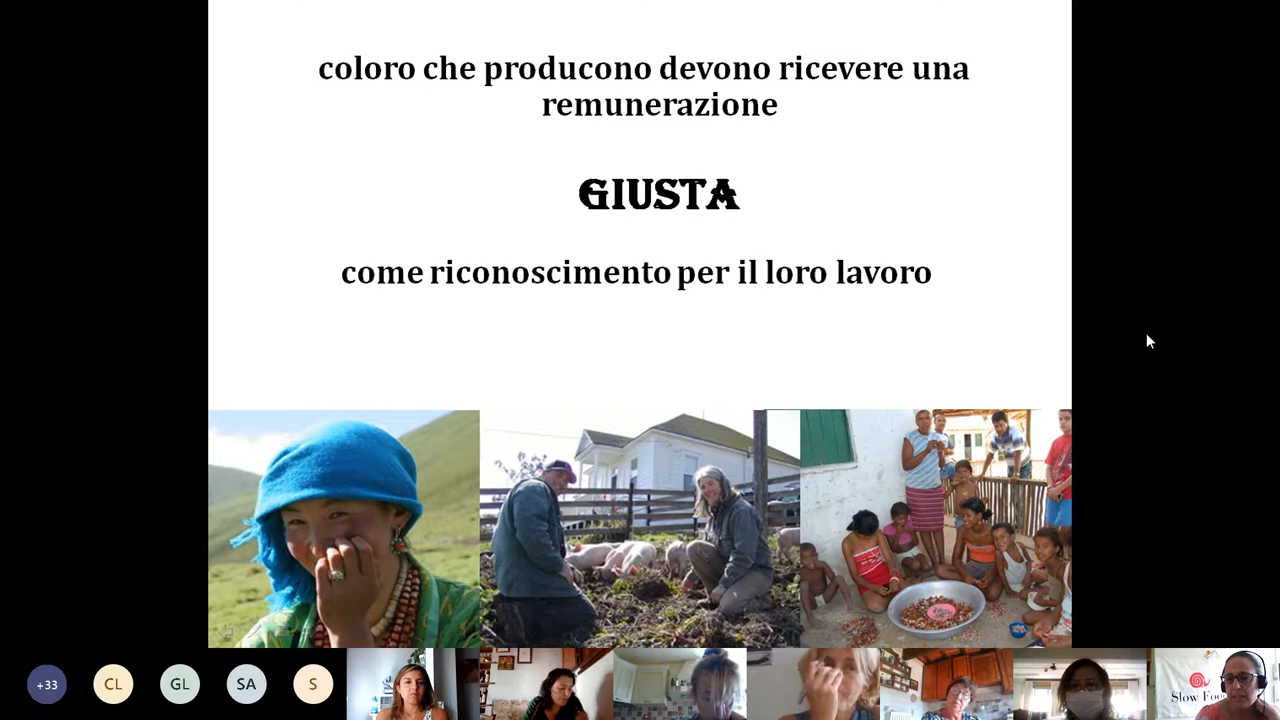 coloro che producono devono ricevere una
remunerazione
GIUSTA
come riconoscimento per il loro lavoro
+33
CL
GL
SA
S
Slow